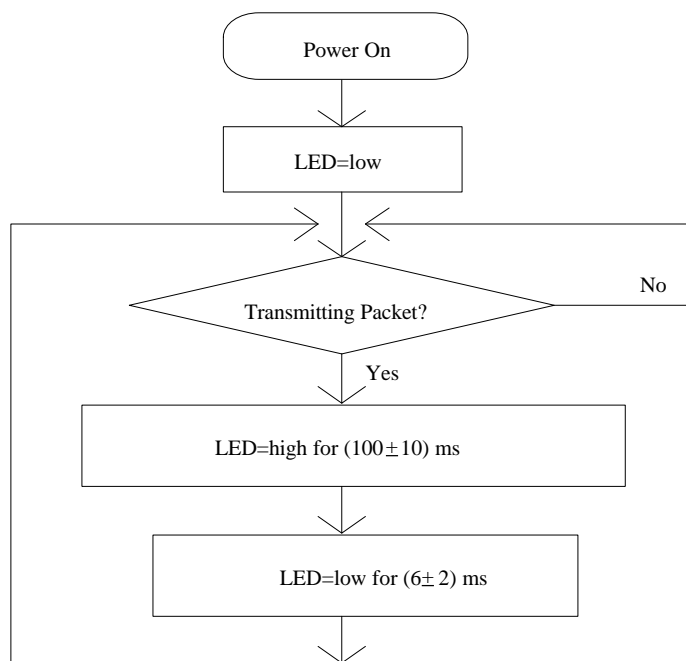 Power On
LED=low
Transmitting Packet?
No
Yes
LED=high for (100±10) ms
LED=low for (6±2) ms